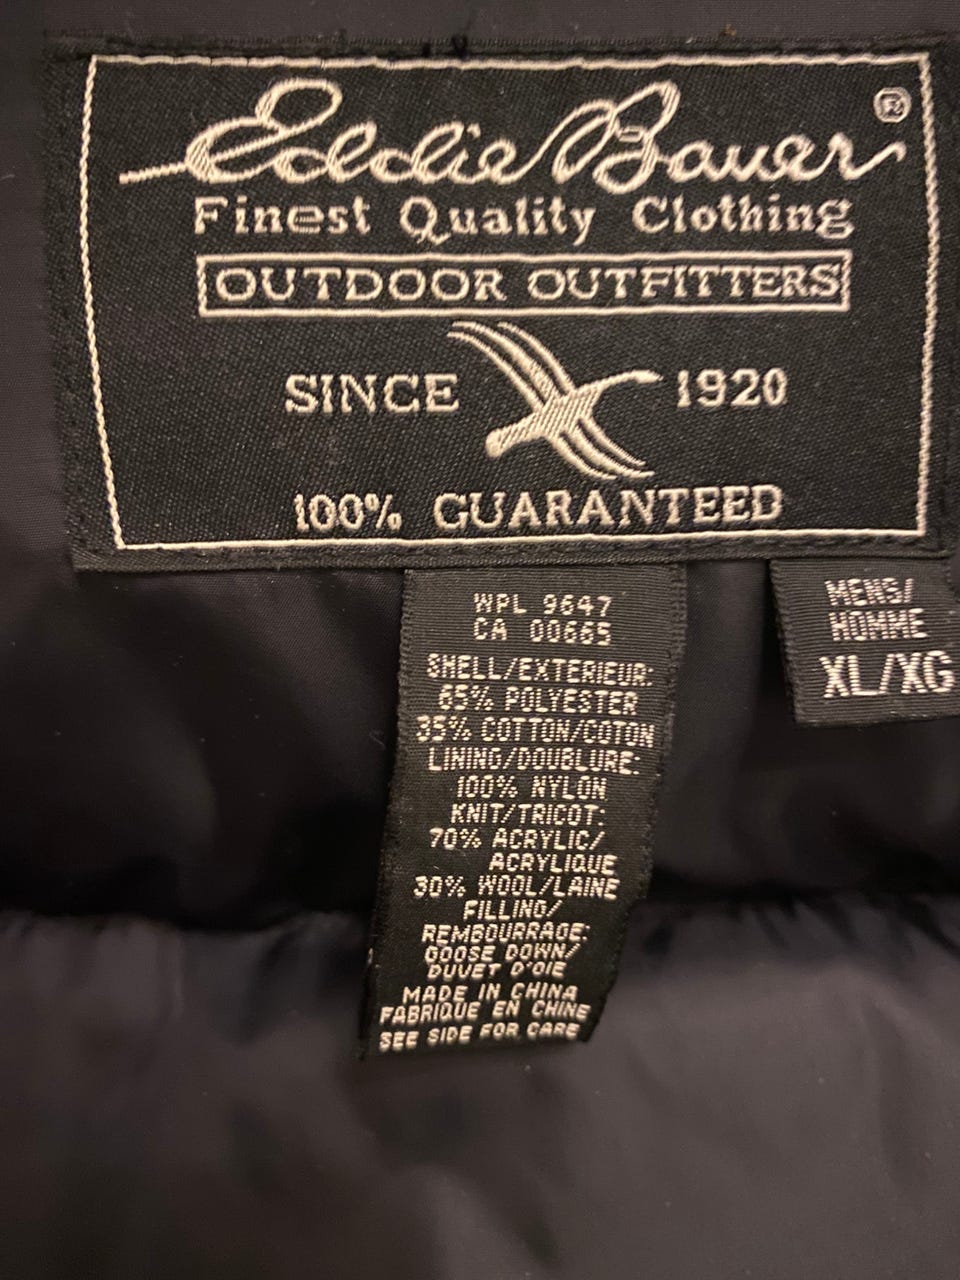 Eddie Bauer ®
Finest Quality Clothing
OUTDOOR OUTFITTERS
SINCE 1920
100% GUARANTEED
WPL 9647
CA 00665
SHELL/EXTERIEUR:
65% POLYESTER
35% COTTON/COTON
LINING/DOUBLURE:
100% NYLON
KNIT/TRICOT:
70% ACRYLIC/
ACRYLIQUE
30% WOOL/LAINE
FILLING/
REMBOURRAGE:
GOOSE DOWN/
DUVET D'OIE
MADE IN CHINA
FABRIQUE EN CHINE
SEE SIDE FOR CARE
MENS/
HOMME
XL/XG